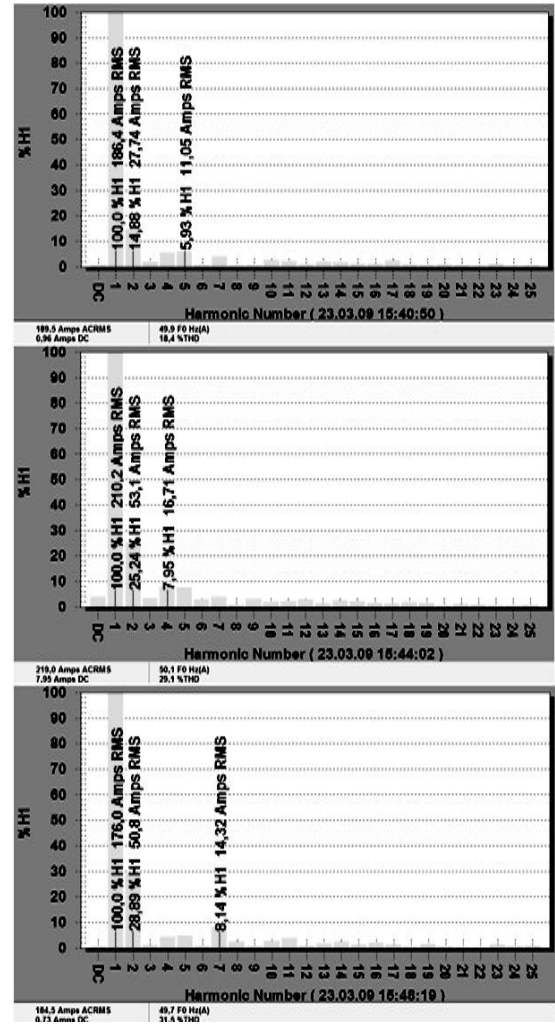 100
90
80
70
60
50
40
30
20
10
0
%H1
100,0 %H1 186,4 Amps RMS
14,88 %H1 27,74 Amps RMS
5,93 %H1 11,05 Amps RMS
DC 1 2 3 4 5 6 7 8 9 10 11 12 13 14 15 16 17 18 19 20 21 22 23 24 25
Harmonic Number ( 23.03.09 15:40:50 )
189,5 Amps ACRMS 49,9 F0 Hz(A)
0,96 Amps DC 18,4 %THD
100
90
80
70
60
50
40
30
20
10
0
%H1
100,0 %H1 210,2 Amps RMS
25,24 %H1 53,1 Amps RMS
7,95 %H1 16,71 Amps RMS
DC 1 2 3 4 5 6 7 8 9 10 11 12 13 14 15 16 17 18 19 20 21 22 23 24 25
Harmonic Number ( 23.03.09 15:44:02 )
219,0 Amps ACRMS 50,1 F0 Hz(A)
7,95 Amps DC 29,1 %THD
100
90
80
70
60
50
40
30
20
10
0
%H1
100,0 %H1 176,0 Amps RMS
28,89 %H1 50,8 Amps RMS
8,14 %H1 14,32 Amps RMS
DC 1 2 3 4 5 6 7 8 9 10 11 12 13 14 15 16 17 18 19 20 21 22 23 24 25
Harmonic Number ( 23.03.09 15:48:19 )
184,5 Amps ACRMS 49,7 F0 Hz(A)
0,73 Amps DC 31,5 %THD